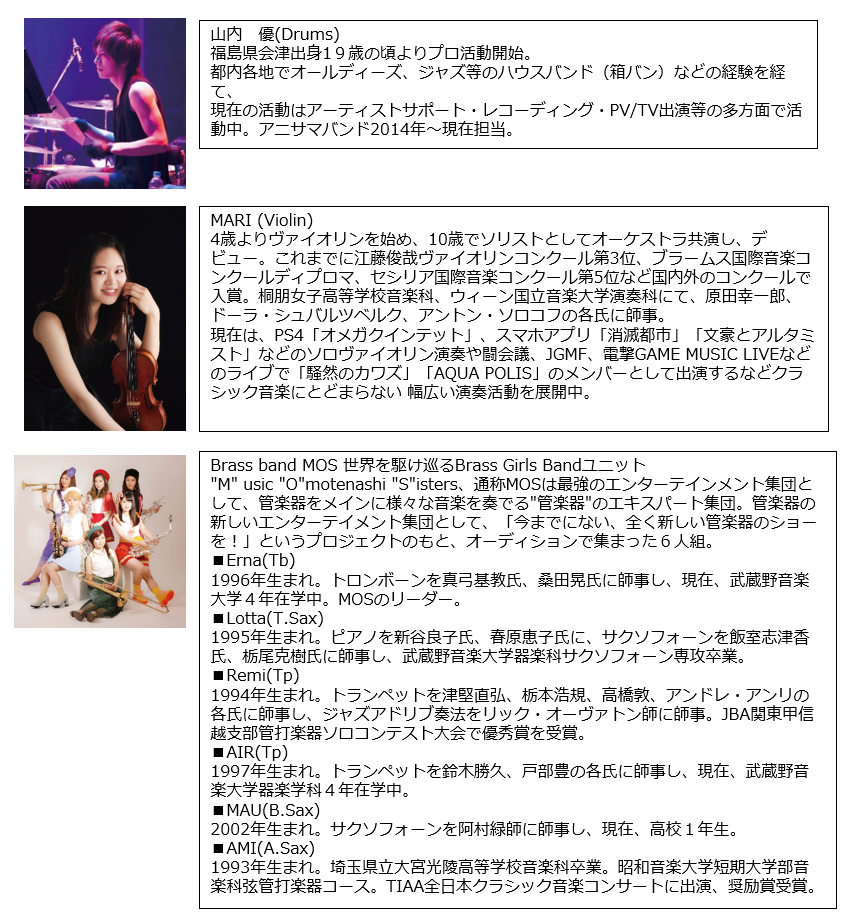 山内　優(Drums)
福島県会津出身1９歳の頃よりプロ活動開始。
都内各地でオールディーズ、ジャズ等のハウスバンド（箱バン）などの経験を経
て、
現在の活動はアーティストサポート・レコーディング・PV/TV出演等の多方面で活
動中。アニサマバンド2014年～現在担当。
MARI (Violin)
4歳よりヴァイオリンを始め、10歳でソリストとしてオーケストラ共演し、デ
ビュー。これまでに江藤俊哉ヴァイオリンコンクール第3位、ブラームス国際音楽コ
ンクールディプロマ、セシリア国際音楽コンクール第5位など国内外のコンクールで
入賞。桐朋女子高等学校音楽科、ウィーン国立音楽大学演奏科にて、原田幸一郎、
ドーラ・シュバルツベルク、アントン・ソロコフの各氏に師事。
現在は、PS4「オメガクインテット」、スマホアプリ「消滅都市」「文豪とアルタミ
スト」などのソロヴァイオリン演奏や闘会議、JGMF、電撃GAME MUSIC LIVEなど
のライブで「騒然のカワズ」「AQUA POLIS」のメンバーとして出演するなどクラ
シック音楽にとどまらない 幅広い演奏活動を展開中。
Brass band MOS 世界を駆け巡るBrass Girls Bandユニット
"M" usic "O"motenashi "S"isters、通称MOSは最強のエンターテインメント集団と
して、管楽器をメインに様々な音楽を奏でる"管楽器"のエキスパート集団。管楽器の
新しいエンターテイメント集団として、「今までにない、全く新しい管楽器のショー
を！」というプロジェクトのもと、オーディションで集まった６人組。
■Erna(Tb)
1996年生まれ。トロンボーンを真弓基教氏、桑田晃氏に師事し、現在、武蔵野音楽
大学４年在学中。MOSのリーダー。
■Lotta(T.Sax)
1995年生まれ。ピアノを新谷良子氏、春原恵子氏に、サクソフォーンを飯室志津香
氏、栃尾克樹氏に師事し、武蔵野音楽大学器楽科サクソフォーン専攻卒業。
■Remi(Tp)
1994年生まれ。トランペットを津堅直弘、栃本浩規、高橋敦、アンドレ・アンリの
各氏に師事し、ジャズアドリブ奏法をリック・オーヴァトン師に師事。JBA関東甲信
越支部管打楽器ソロコンテスト大会で優秀賞を受賞。
■AIR(Tp)
1997年生まれ。トランペットを鈴木勝久、戸部豊の各氏に師事し、現在、武蔵野音
楽大学器楽学科４年在学中。
■MAU(B.Sax)
2002年生まれ。サクソフォーンを阿村緑師に師事し、現在、高校１年生。
■AMI(A.Sax)
1993年生まれ。埼玉県立大宮光陵高等学校音楽科卒業。昭和音楽大学短期大学部音
楽科弦管打楽器コース。TIAA全日本クラシック音楽コンサートに出演、奨励賞受賞。